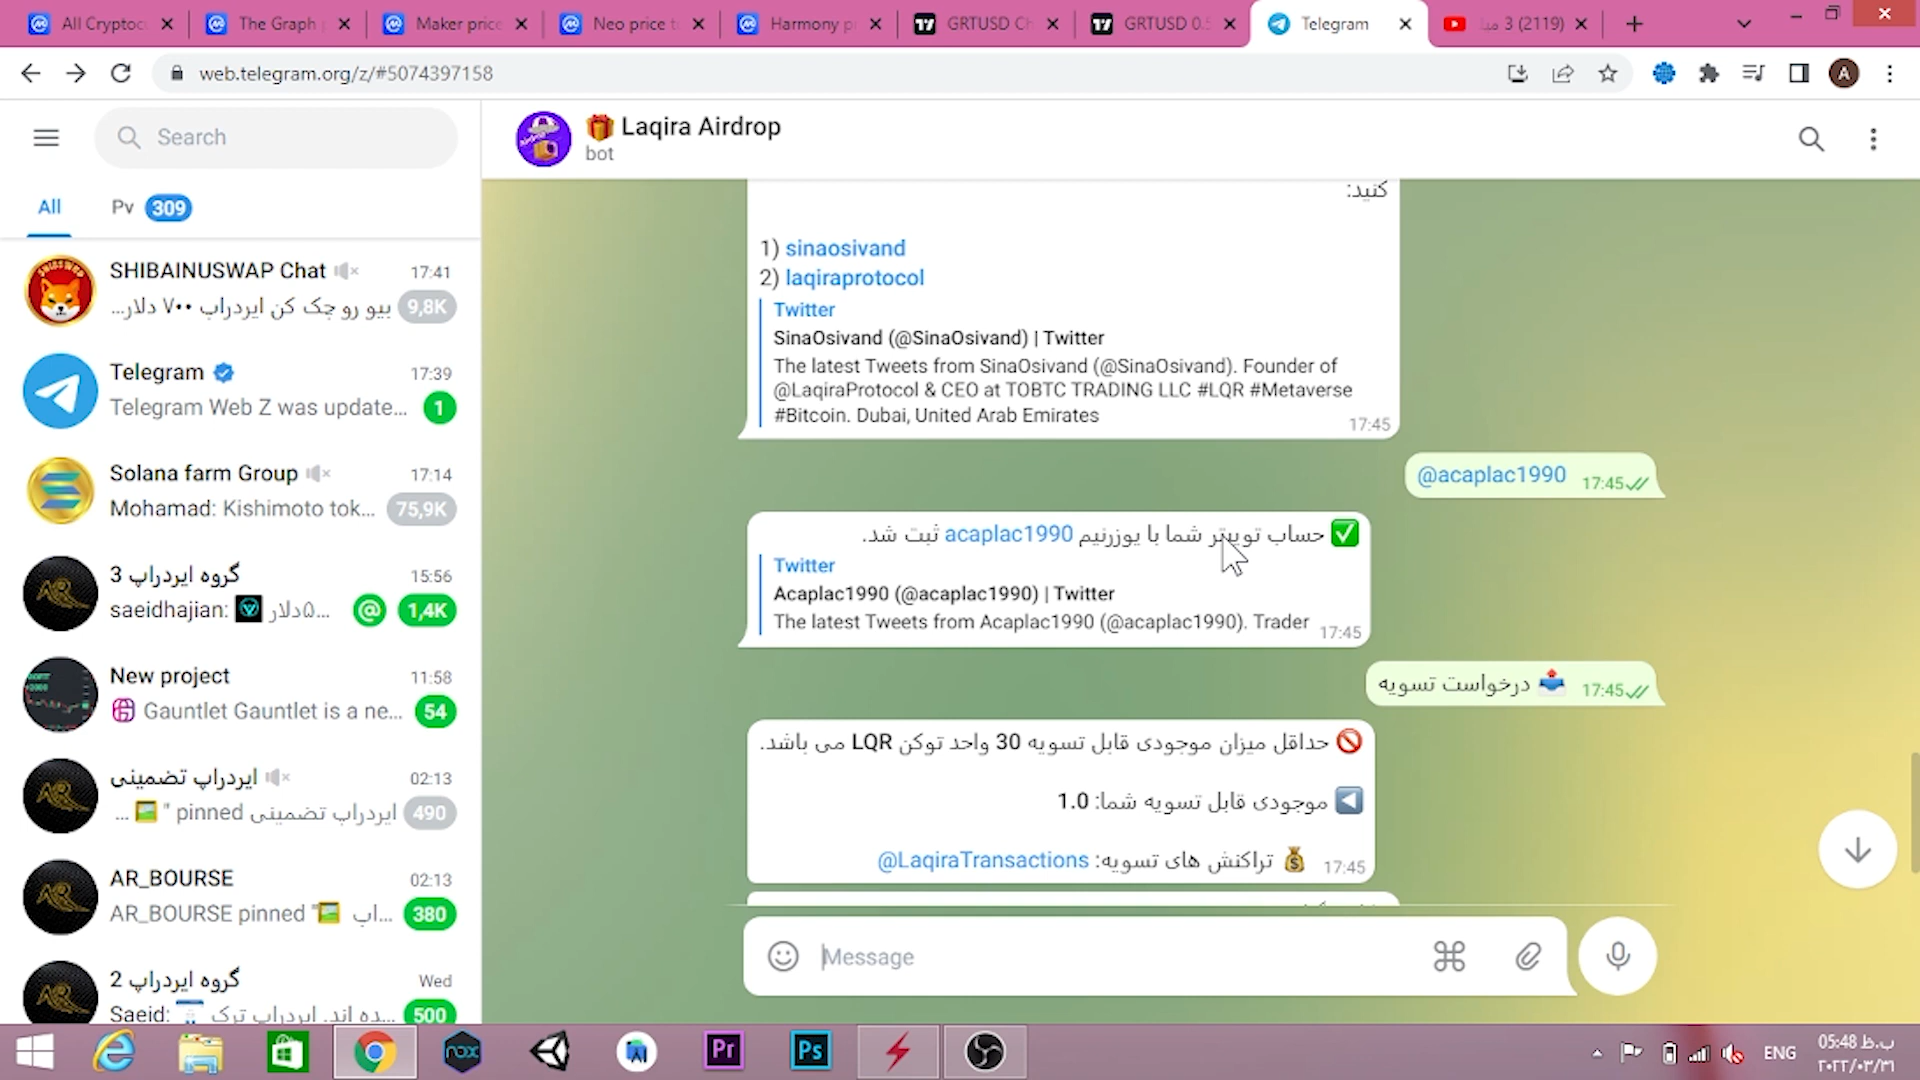 All Cryptoc
The Graph
Maker price
Neo price t
Harmony p
GRTUSD Ch
GRTUSD 0.5
Telegram
(2119) 3
web.telegram.org/z/#5074397158
A
Search
All
Pv 309
SHIBAINUSWAP Chat 17:41
بیو رو چک کن ایردراپ ۷۰۰ دلار... 9,8K
Telegram 17:39
Telegram Web Z was update... 1
Solana farm Group 17:14
Mohamad: Kishimoto tok... 75,9K
گروه ایردراپ 3 15:56
saeidhajian: ۵دلار... @ 1,4K
New project 11:58
Gauntlet Gauntlet is a ne... 54
ایردراپ تضمینی 02:13
ایردراپ تضمینی pinned " ... 490
AR_BOURSE 02:13
AR_BOURSE pinned " اب... 380
گروه ایردراپ 2 Wed
Saeid: ده اند. ایردراپ ترک... 500
Laqira Airdrop
bot
کنید:
1) sinaosivand
2) laqiraprotocol
Twitter
SinaOsivand (@SinaOsivand) | Twitter
The latest Tweets from SinaOsivand (@SinaOsivand). Founder of
@LaqiraProtocol & CEO at TOBTC TRADING LLC #LQR #Metaverse
#Bitcoin. Dubai, United Arab Emirates
17:45
@acaplac1990 17:45
✅ حساب توییتر شما با یوزرنیم acaplac1990 ثبت شد.
Twitter
Acaplac1990 (@acaplac1990) | Twitter
The latest Tweets from Acaplac1990 (@acaplac1990). Trader
17:45
درخواست تسویه 17:45
🚫 حداقل میزان موجودی قابل تسویه 30 واحد توکن LQR می باشد.
موجودی قابل تسویه شما: 1.0
تراکنش های تسویه: @LaqiraTransactions
17:45
Message
nox
Pr
Ps
ENG
05:48 ب.ظ
۲۰۲۲/۰۳/۳۱